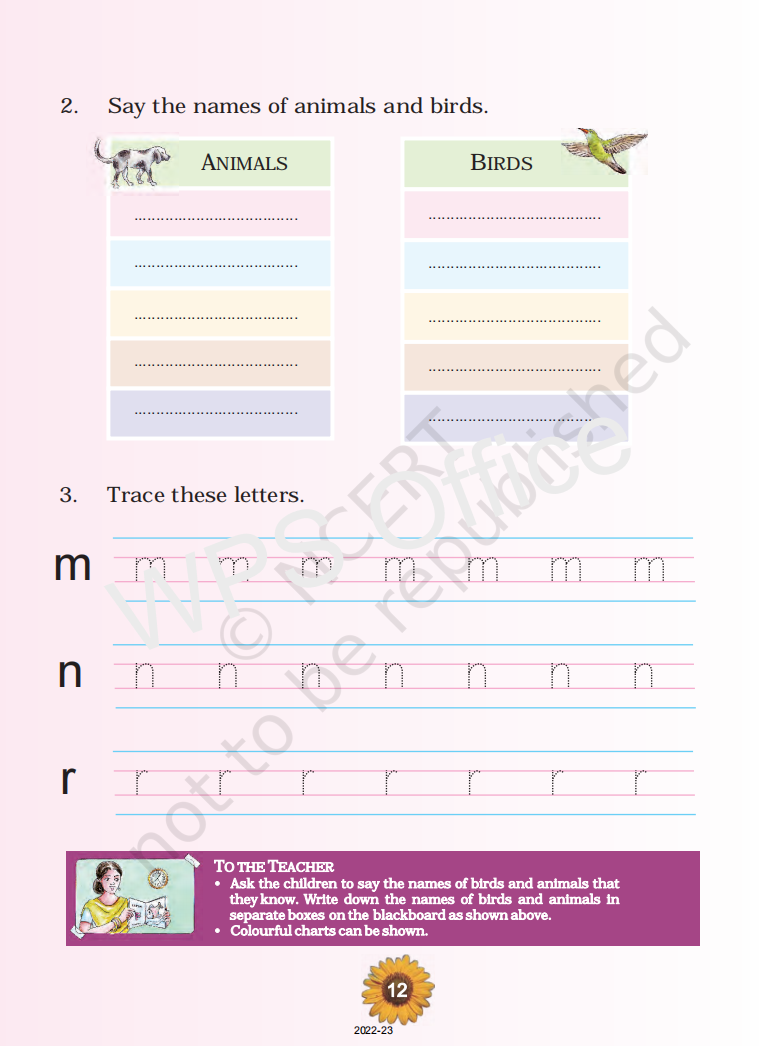 2. Say the names of animals and birds.
ANIMALS
BIRDS
.....................................
.......................................
.....................................
.......................................
.....................................
.......................................
.....................................
.......................................
.....................................
.......................................
3. Trace these letters.
m m m m m m m m
n n n n n n n n
r r r r r r r r
© NCERT
not to be republished
WPS Office
TO THE TEACHER
• Ask the children to say the names of birds and animals that
they know. Write down the names of birds and animals in
separate boxes on the blackboard as shown above.
• Colourful charts can be shown.
12
2022-23